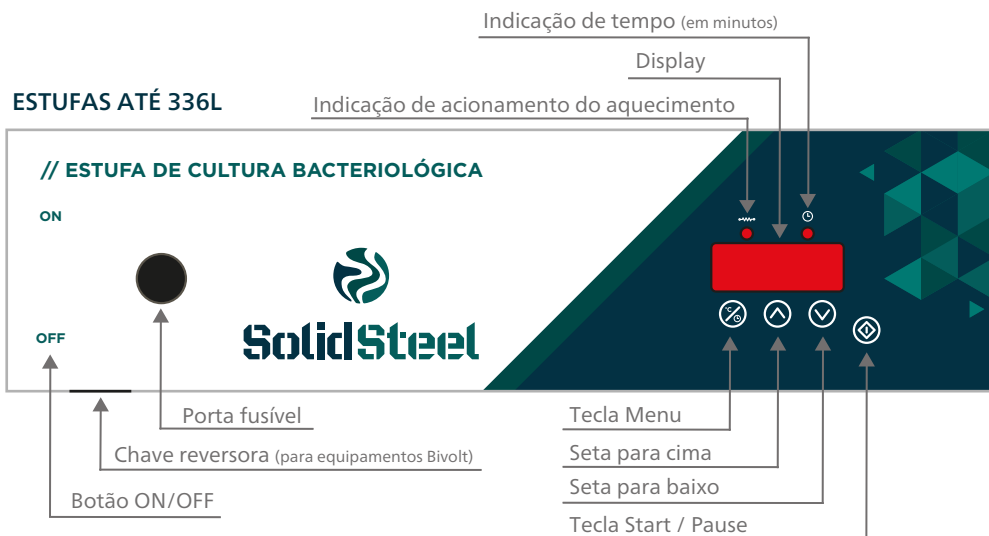 Indicação de tempo (em minutos)
Display
ESTUFAS ATÉ 336L
Indicação de acionamento do aquecimento
// ESTUFA DE CULTURA BACTERIOLÓGICA
ON
°C
OFF
SolidSteel
Porta fusível
Tecla Menu
Chave reversora (para equipamentos Bivolt)
Seta para cima
Seta para baixo
Botão ON/OFF
Tecla Start / Pause